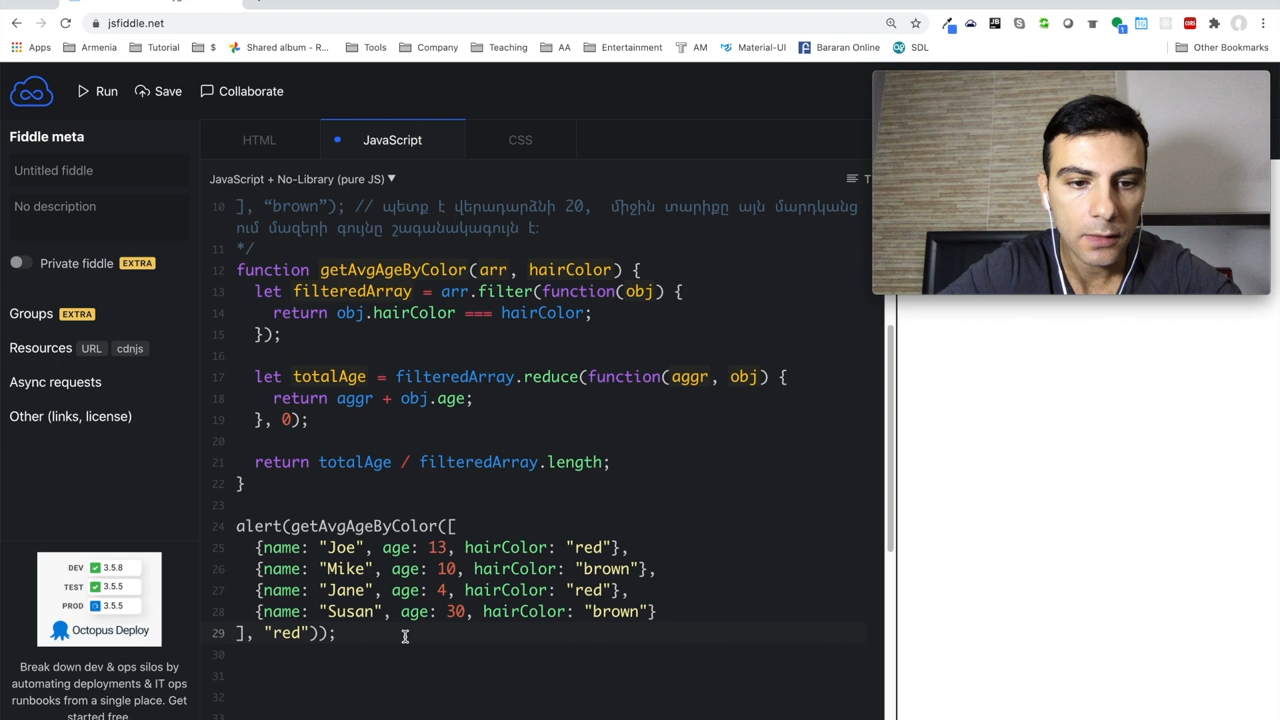 jsfiddle.net
Apps Armenia Tutorial $ Shared album - R... Tools Company Teaching AA Entertainment AM Material-UI Bararan Online SDL Other Bookmarks
Run Save Collaborate
Fiddle meta
Untitled fiddle
No description
Private fiddle EXTRA
Groups EXTRA
Resources URL cdnjs
Async requests
Other (links, license)
DEV 3.5.8
TEST 3.5.5
PROD 3.5.5
Octopus Deploy
Break down dev & ops silos by
automating deployments & IT ops
runbooks from a single place. Get
started free.
HTML JavaScript CSS
JavaScript + No-Library (pure JS) ▼
10 ], “brown”); // պետք է վերադարձնի 20, միջին տարիքը այն մարդկանց
ում մազերի գույնը շագանակագույն է:
11 */
12 function getAvgAgeByColor(arr, hairColor) {
13 let filteredArray = arr.filter(function(obj) {
14 return obj.hairColor === hairColor;
15 });
16
17 let totalAge = filteredArray.reduce(function(aggr, obj) {
18 return aggr + obj.age;
19 }, 0);
20
21 return totalAge / filteredArray.length;
22 }
23
24 alert(getAvgAgeByColor([
25 {name: "Joe", age: 13, hairColor: "red"},
26 {name: "Mike", age: 10, hairColor: "brown"},
27 {name: "Jane", age: 4, hairColor: "red"},
28 {name: "Susan", age: 30, hairColor: "brown"}
29 ], "red"));
30
31
32